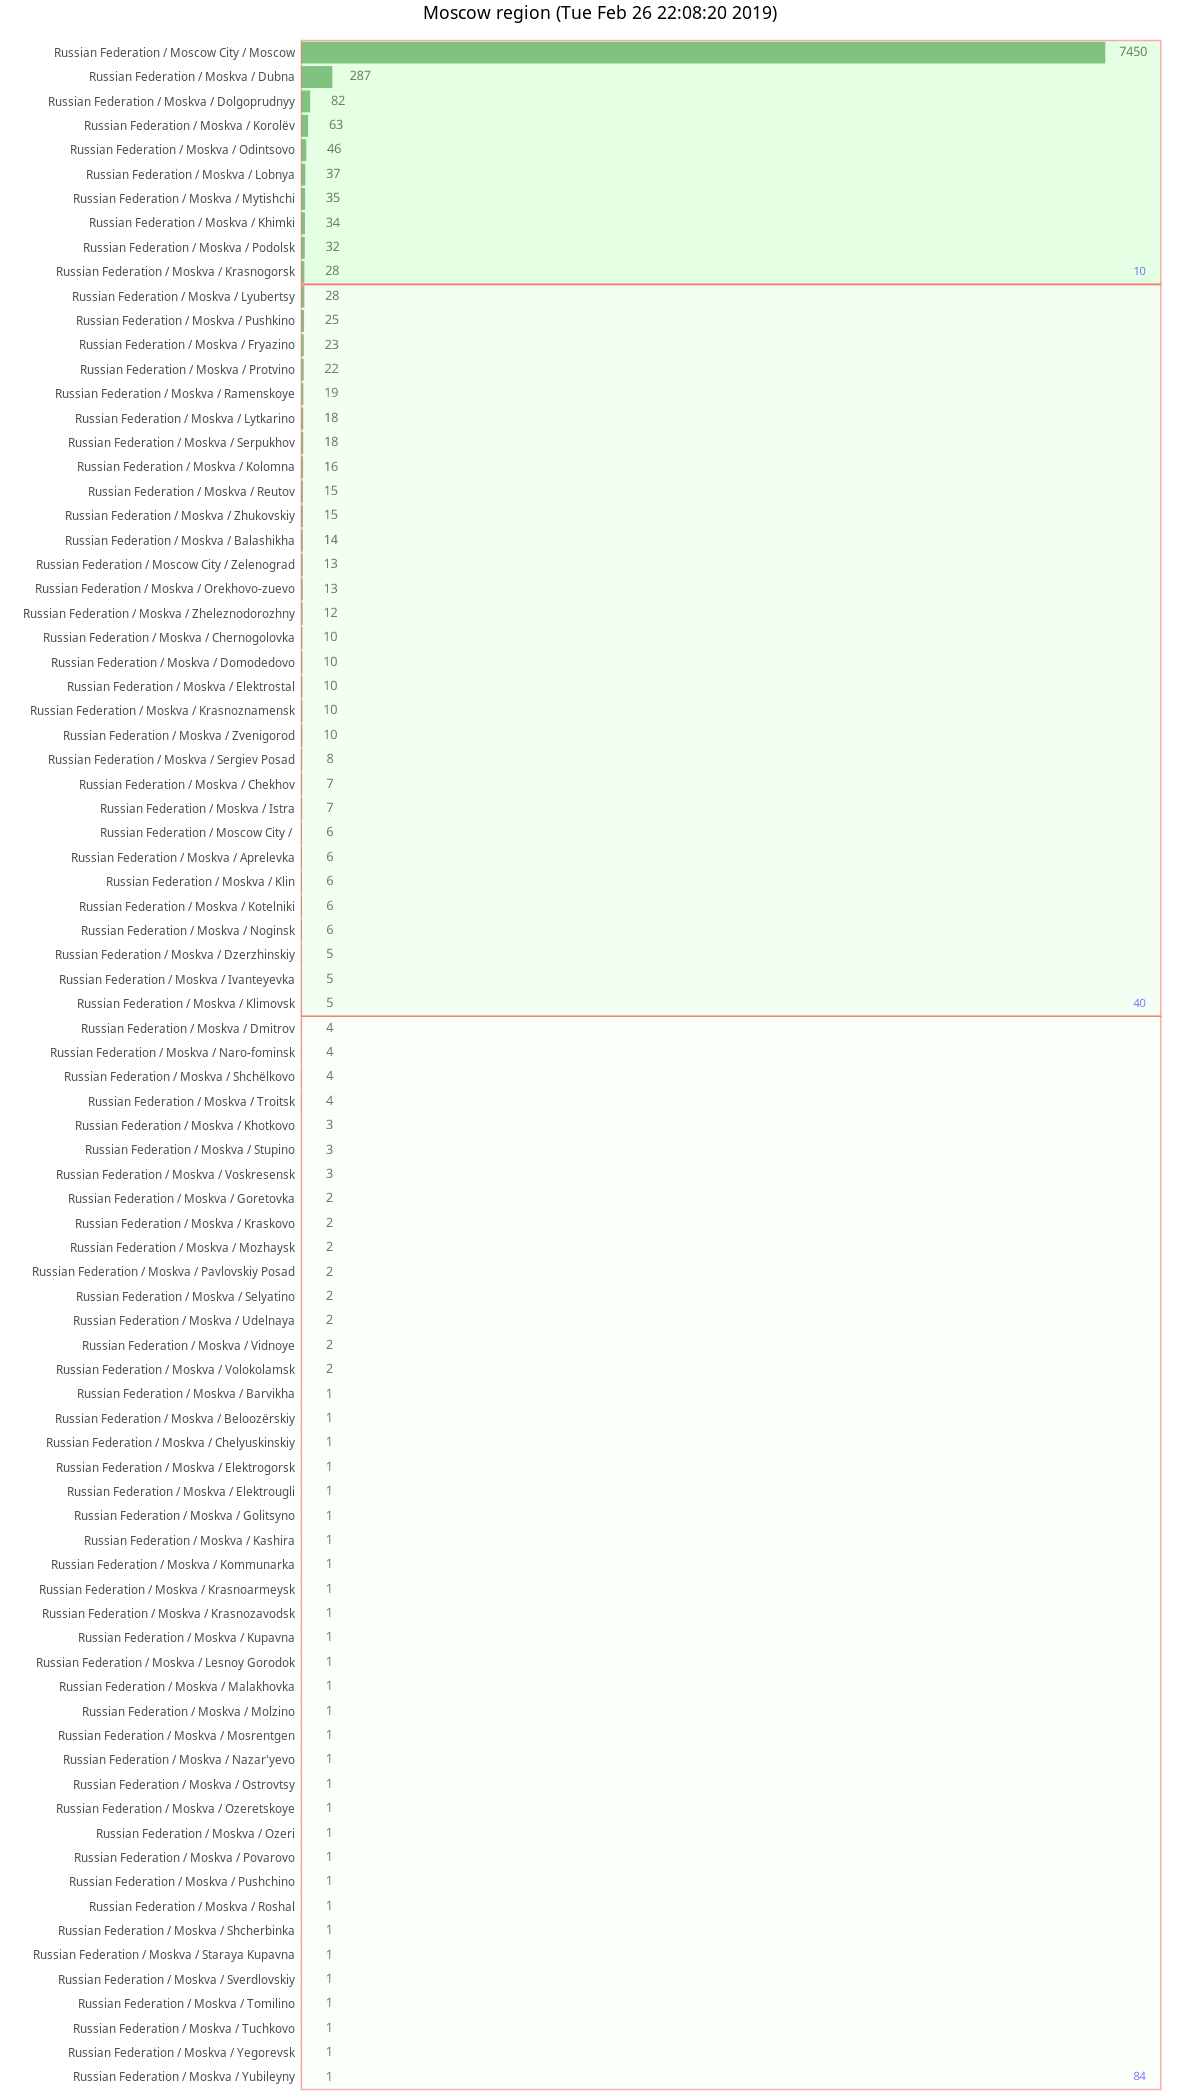 Moscow region (Tue Feb 26 22:08:20 2019)
Russian Federation / Moscow City / Moscow 7450
Russian Federation / Moskva / Dubna 287
Russian Federation / Moskva / Dolgoprudnyy 82
Russian Federation / Moskva / Korolëv 63
Russian Federation / Moskva / Odintsovo 46
Russian Federation / Moskva / Lobnya 37
Russian Federation / Moskva / Mytishchi 35
Russian Federation / Moskva / Khimki 34
Russian Federation / Moskva / Podolsk 32
Russian Federation / Moskva / Krasnogorsk 28 10
Russian Federation / Moskva / Lyubertsy 28
Russian Federation / Moskva / Pushkino 25
Russian Federation / Moskva / Fryazino 23
Russian Federation / Moskva / Protvino 22
Russian Federation / Moskva / Ramenskoye 19
Russian Federation / Moskva / Lytkarino 18
Russian Federation / Moskva / Serpukhov 18
Russian Federation / Moskva / Kolomna 16
Russian Federation / Moskva / Reutov 15
Russian Federation / Moskva / Zhukovskiy 15
Russian Federation / Moskva / Balashikha 14
Russian Federation / Moscow City / Zelenograd 13
Russian Federation / Moskva / Orekhovo-zuevo 13
Russian Federation / Moskva / Zheleznodorozhny 12
Russian Federation / Moskva / Chernogolovka 10
Russian Federation / Moskva / Domodedovo 10
Russian Federation / Moskva / Elektrostal 10
Russian Federation / Moskva / Krasnoznamensk 10
Russian Federation / Moskva / Zvenigorod 10
Russian Federation / Moskva / Sergiev Posad 8
Russian Federation / Moskva / Chekhov 7
Russian Federation / Moskva / Istra 7
Russian Federation / Moscow City / 6
Russian Federation / Moskva / Aprelevka 6
Russian Federation / Moskva / Klin 6
Russian Federation / Moskva / Kotelniki 6
Russian Federation / Moskva / Noginsk 6
Russian Federation / Moskva / Dzerzhinskiy 5
Russian Federation / Moskva / Ivanteyevka 5
Russian Federation / Moskva / Klimovsk 5 40
Russian Federation / Moskva / Dmitrov 4
Russian Federation / Moskva / Naro-fominsk 4
Russian Federation / Moskva / Shchëlkovo 4
Russian Federation / Moskva / Troitsk 4
Russian Federation / Moskva / Khotkovo 3
Russian Federation / Moskva / Stupino 3
Russian Federation / Moskva / Voskresensk 3
Russian Federation / Moskva / Goretovka 2
Russian Federation / Moskva / Kraskovo 2
Russian Federation / Moskva / Mozhaysk 2
Russian Federation / Moskva / Pavlovskiy Posad 2
Russian Federation / Moskva / Selyatino 2
Russian Federation / Moskva / Udelnaya 2
Russian Federation / Moskva / Vidnoye 2
Russian Federation / Moskva / Volokolamsk 2
Russian Federation / Moskva / Barvikha 1
Russian Federation / Moskva / Beloozërskiy 1
Russian Federation / Moskva / Chelyuskinskiy 1
Russian Federation / Moskva / Elektrogorsk 1
Russian Federation / Moskva / Elektrougli 1
Russian Federation / Moskva / Golitsyno 1
Russian Federation / Moskva / Kashira 1
Russian Federation / Moskva / Kommunarka 1
Russian Federation / Moskva / Krasnoarmeysk 1
Russian Federation / Moskva / Krasnozavodsk 1
Russian Federation / Moskva / Kupavna 1
Russian Federation / Moskva / Lesnoy Gorodok 1
Russian Federation / Moskva / Malakhovka 1
Russian Federation / Moskva / Molzino 1
Russian Federation / Moskva / Mosrentgen 1
Russian Federation / Moskva / Nazar'yevo 1
Russian Federation / Moskva / Ostrovtsy 1
Russian Federation / Moskva / Ozeretskoye 1
Russian Federation / Moskva / Ozeri 1
Russian Federation / Moskva / Povarovo 1
Russian Federation / Moskva / Pushchino 1
Russian Federation / Moskva / Roshal 1
Russian Federation / Moskva / Shcherbinka 1
Russian Federation / Moskva / Staraya Kupavna 1
Russian Federation / Moskva / Sverdlovskiy 1
Russian Federation / Moskva / Tomilino 1
Russian Federation / Moskva / Tuchkovo 1
Russian Federation / Moskva / Yegorevsk 1
Russian Federation / Moskva / Yubileyny 1 84